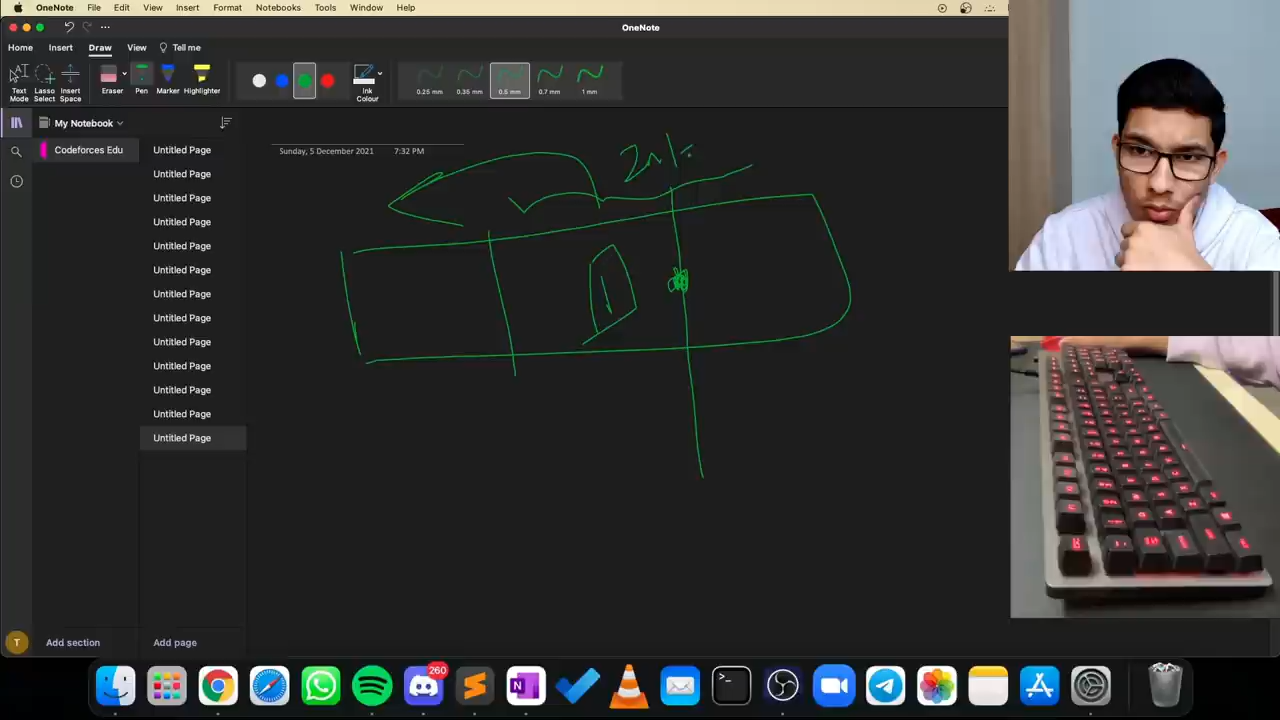 OneNote File Edit View Insert Format Notebooks Tools Window Help
OneNote
Home Insert Draw View Tell me
Text Mode
Lasso Select
Insert Space
Eraser
Pen
Marker
Highlighter
Ink Colour
0.25 mm
0.35 mm
0.5 mm
0.7 mm
1 mm
My Notebook
Codeforces Edu
Untitled Page
Untitled Page
Untitled Page
Untitled Page
Untitled Page
Untitled Page
Untitled Page
Untitled Page
Untitled Page
Untitled Page
Untitled Page
Untitled Page
Untitled Page
Sunday, 5 December 2021 7:32 PM
T
Add section
Add page
260